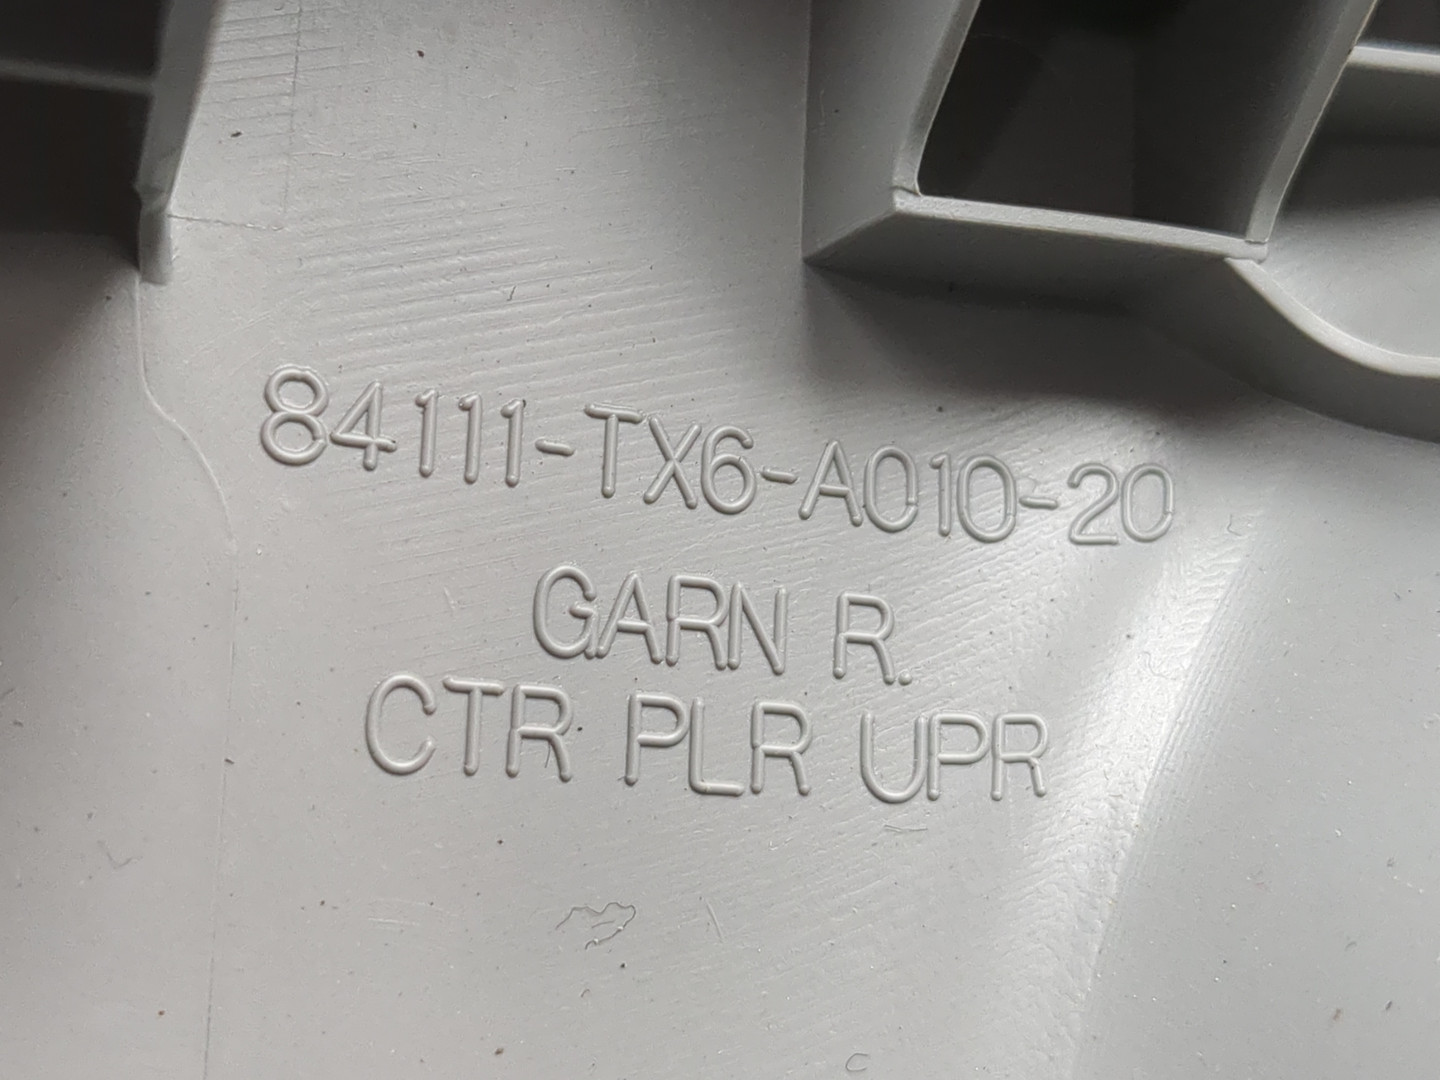 84111-TX6-A010-20
GARN R.
CTR PLR UPR